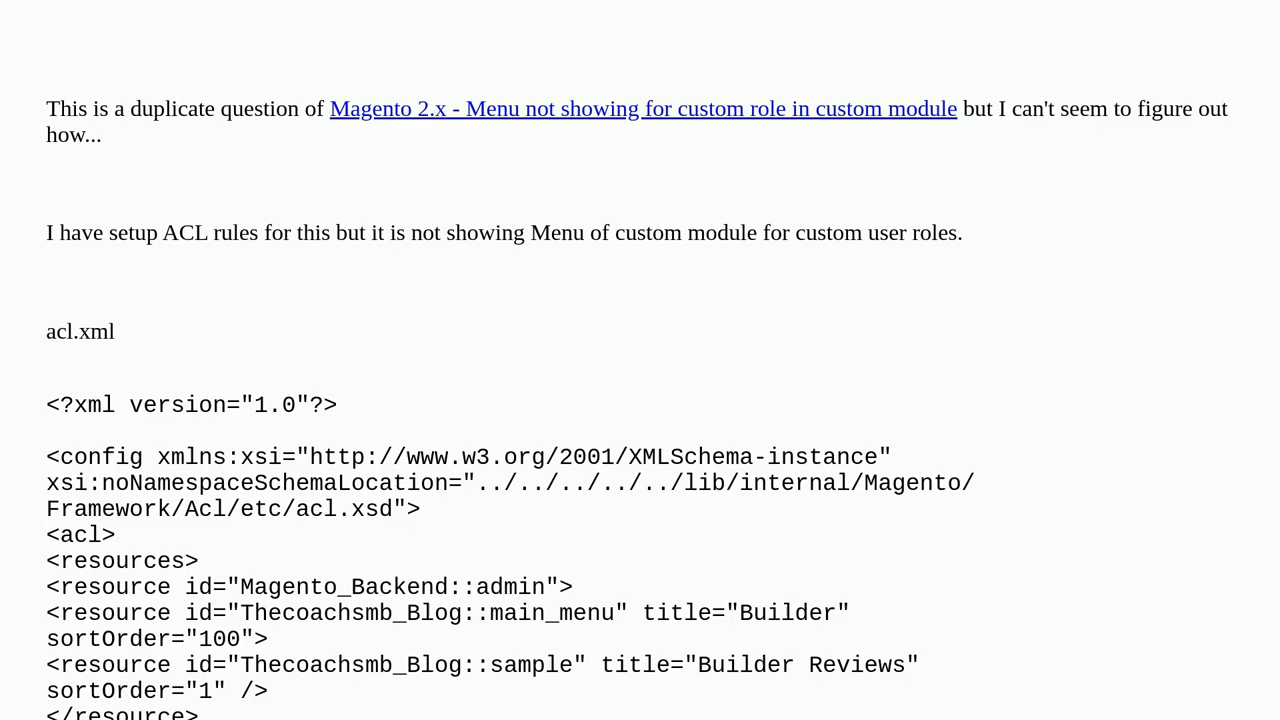 This is a duplicate question of Magento 2.x - Menu not showing for custom role in custom module but I can't seem to figure out
how...
I have setup ACL rules for this but it is not showing Menu of custom module for custom user roles.
acl.xml
<?xml version="1.0"?>
<config xmlns:xsi="http://www.w3.org/2001/XMLSchema-instance"
xsi:noNamespaceSchemaLocation="../../../../../lib/internal/Magento/
Framework/Acl/etc/acl.xsd">
<acl>
<resources>
<resource id="Magento_Backend::admin">
<resource id="Thecoachsmb_Blog::main_menu" title="Builder"
sortOrder="100">
<resource id="Thecoachsmb_Blog::sample" title="Builder Reviews"
sortOrder="1" />
</resource>